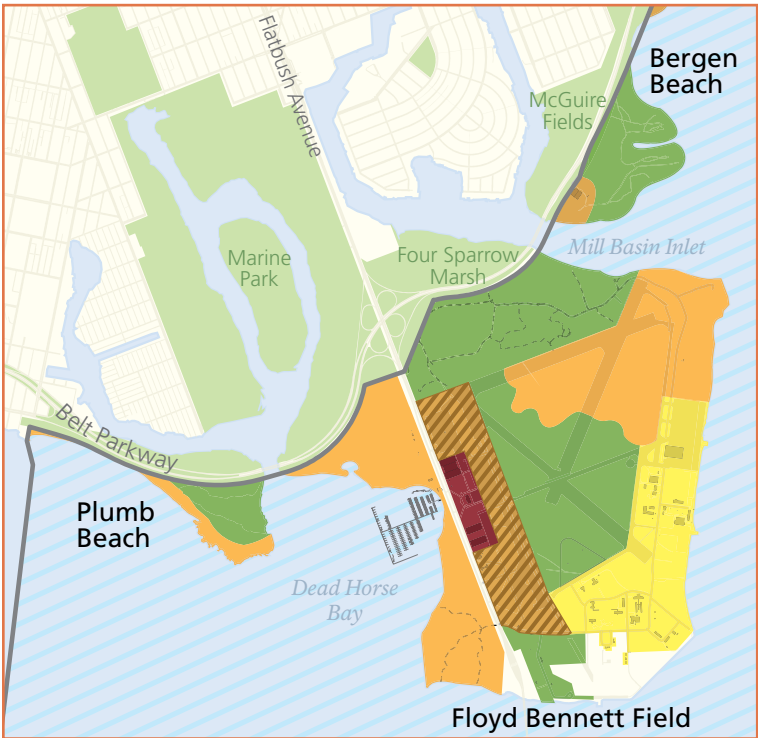 Flatbush Avenue
Bergen
Beach
McGuire
Fields
Marine
Park
Four Sparrow
Marsh
Mill Basin Inlet
Belt Parkway
Plumb
Beach
Dead Horse
Bay
Floyd Bennett Field